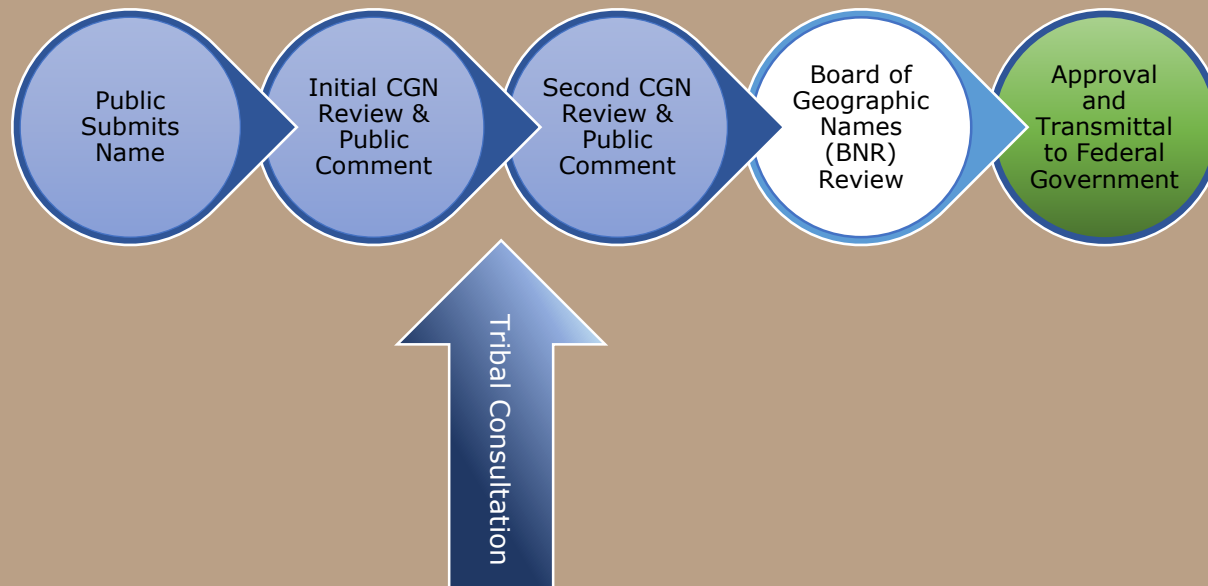 Public
Submits
Name
Initial CGN
Review &
Public
Comment
Second CGN
Review &
Public
Comment
Board of
Geographic
Names
(BNR)
Review
Approval
and
Transmittal
to Federal
Government
Tribal Consultation